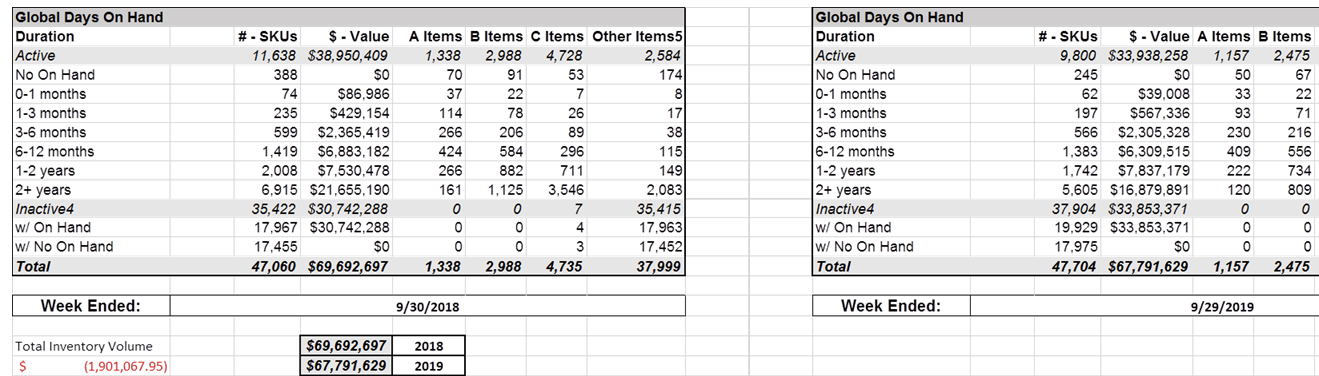 Global Days On Hand
Duration # - SKUs $ - Value A Items B Items C Items Other Items5
Active 11,638 $38,950,409 1,338 2,988 4,728 2,584
No On Hand 388 $0 70 91 53 174
0-1 months 74 $86,986 37 22 7 8
1-3 months 235 $429,154 114 78 26 17
3-6 months 599 $2,365,419 266 206 89 38
6-12 months 1,419 $6,883,182 424 584 296 115
1-2 years 2,008 $7,530,478 266 882 711 149
2+ years 6,915 $21,655,190 161 1,125 3,546 2,083
Inactive4 35,422 $30,742,288 0 0 7 35,415
w/ On Hand 17,967 $30,742,288 0 0 4 17,963
w/ No On Hand 17,455 $0 0 0 3 17,452
Total 47,060 $69,692,697 1,338 2,988 4,735 37,999
Week Ended: 9/30/2018
Total Inventory Volume $69,692,697 2018
$ (1,901,067.95) $67,791,629 2019
Global Days On Hand
Duration # - SKUs $ - Value A Items B Items
Active 9,800 $33,938,258 1,157 2,475
No On Hand 245 $0 50 67
0-1 months 62 $39,008 33 22
1-3 months 197 $567,336 93 71
3-6 months 566 $2,305,328 230 216
6-12 months 1,383 $6,309,515 409 556
1-2 years 1,742 $7,837,179 222 734
2+ years 5,605 $16,879,891 120 809
Inactive4 37,904 $33,853,371 0 0
w/ On Hand 19,929 $33,853,371 0 0
w/ No On Hand 17,975 $0 0 0
Total 47,704 $67,791,629 1,157 2,475
Week Ended: 9/29/2019